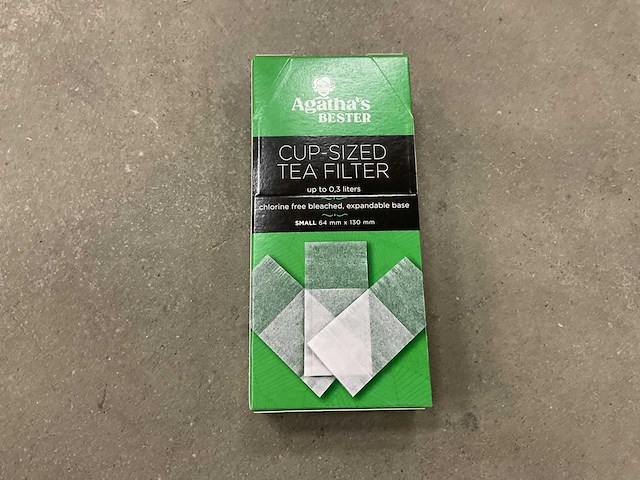 Agatha's
BESTER
CUP-SIZED
TEA FILTER
up to 0,3 liters
chlorine free bleached, expandable base
SMALL 64 mm x 130 mm